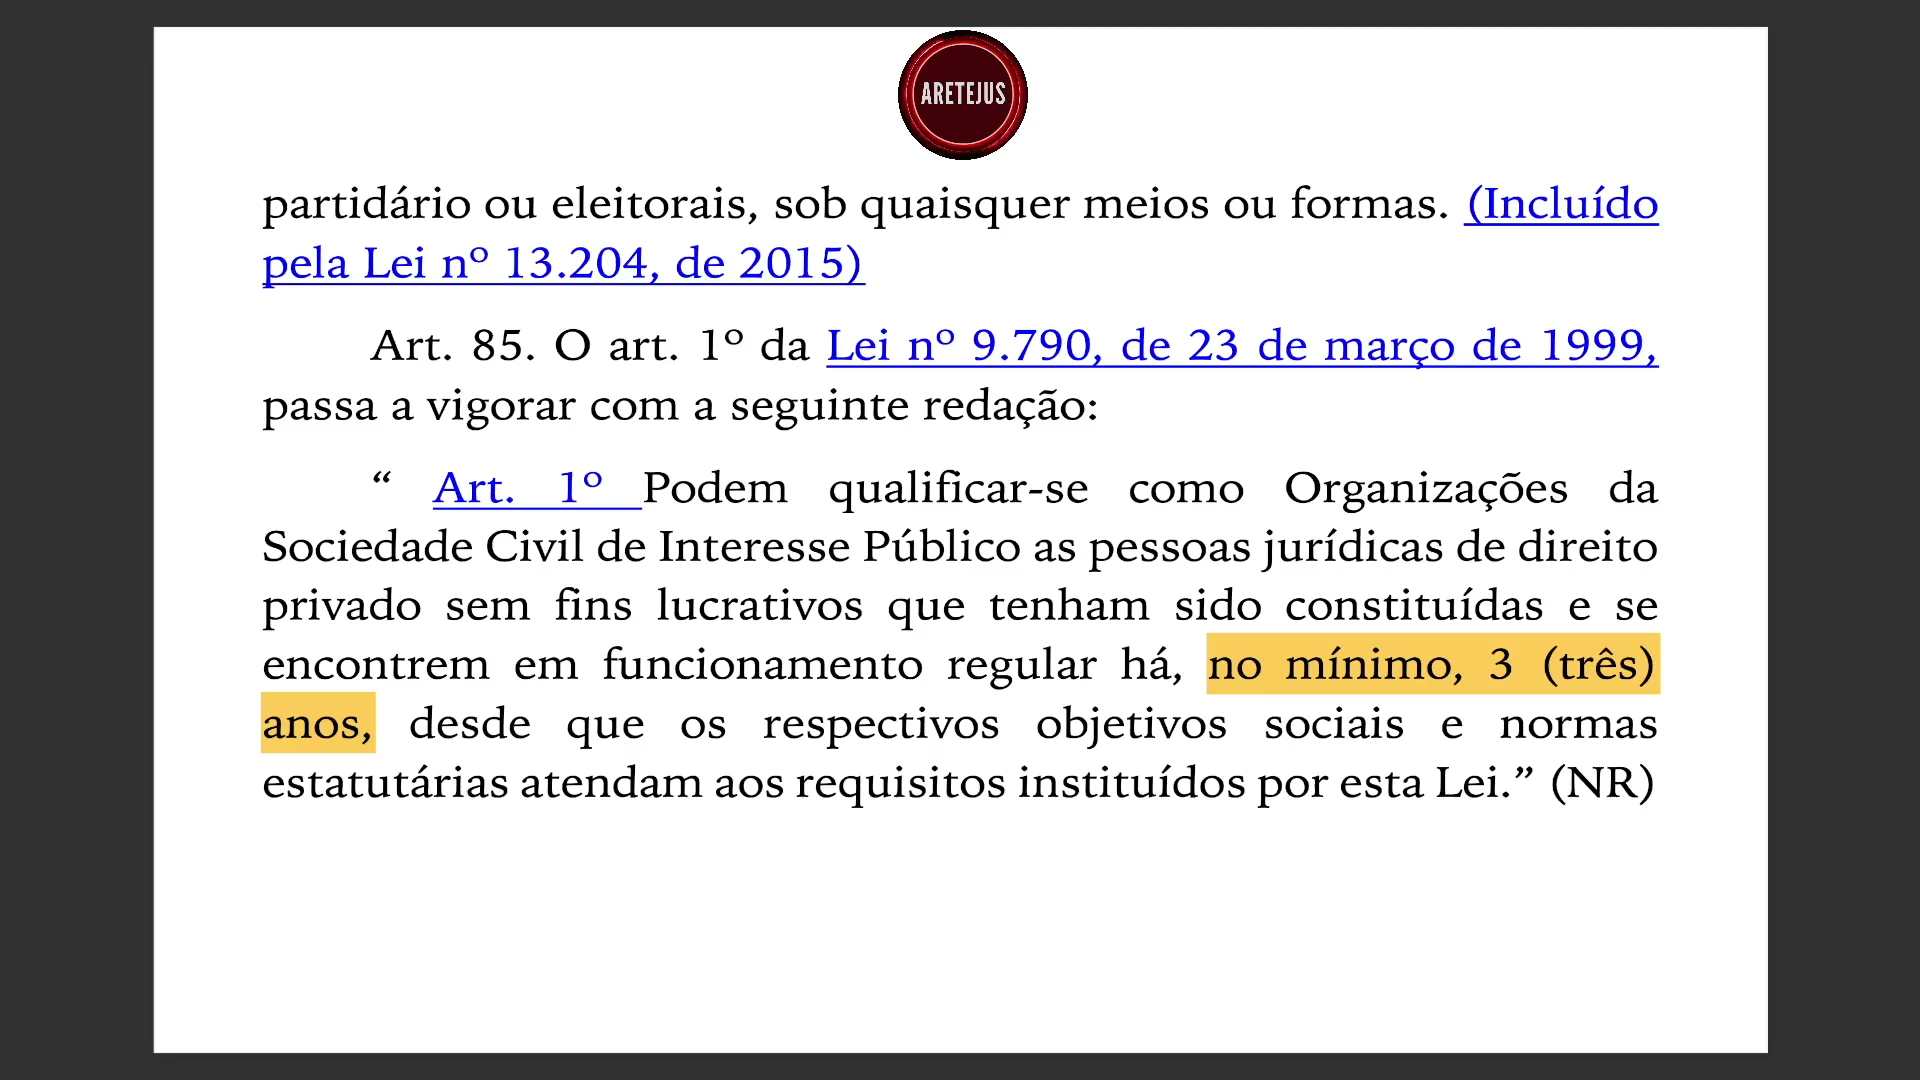 ARETEJUS
partidário ou eleitorais, sob quaisquer meios ou formas. (Incluído
pela Lei nº 13.204, de 2015)
Art. 85. O art. 1º da Lei nº 9.790, de 23 de março de 1999,
passa a vigorar com a seguinte redação:
“ Art. 1º Podem qualificar-se como Organizações da
Sociedade Civil de Interesse Público as pessoas jurídicas de direito
privado sem fins lucrativos que tenham sido constituídas e se
encontrem em funcionamento regular há, no mínimo, 3 (três)
anos, desde que os respectivos objetivos sociais e normas
estatutárias atendam aos requisitos instituídos por esta Lei.” (NR)